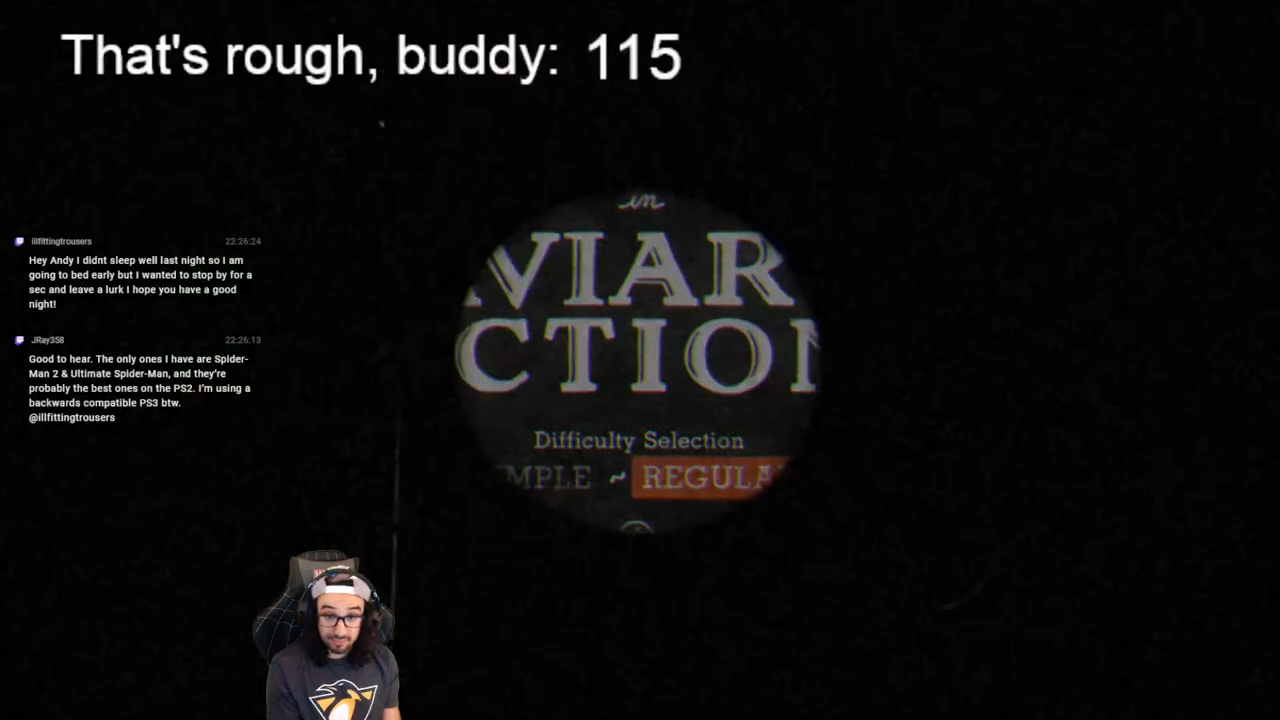 That's rough, buddy: 115
illfittingtrousers 22:26:24
Hey Andy I didnt sleep well last night so I am
going to bed early but I wanted to stop by for a
sec and leave a lurk I hope you have a good
night!
JRay358 22:26:13
Good to hear. The only ones I have are Spider-
Man 2 & Ultimate Spider-Man, and they're
probably the best ones on the PS2. I'm using a
backwards compatible PS3 btw.
@illfittingtrousers
in
VIAR
CTION
Difficulty Selection
MPLE ~ REGULA